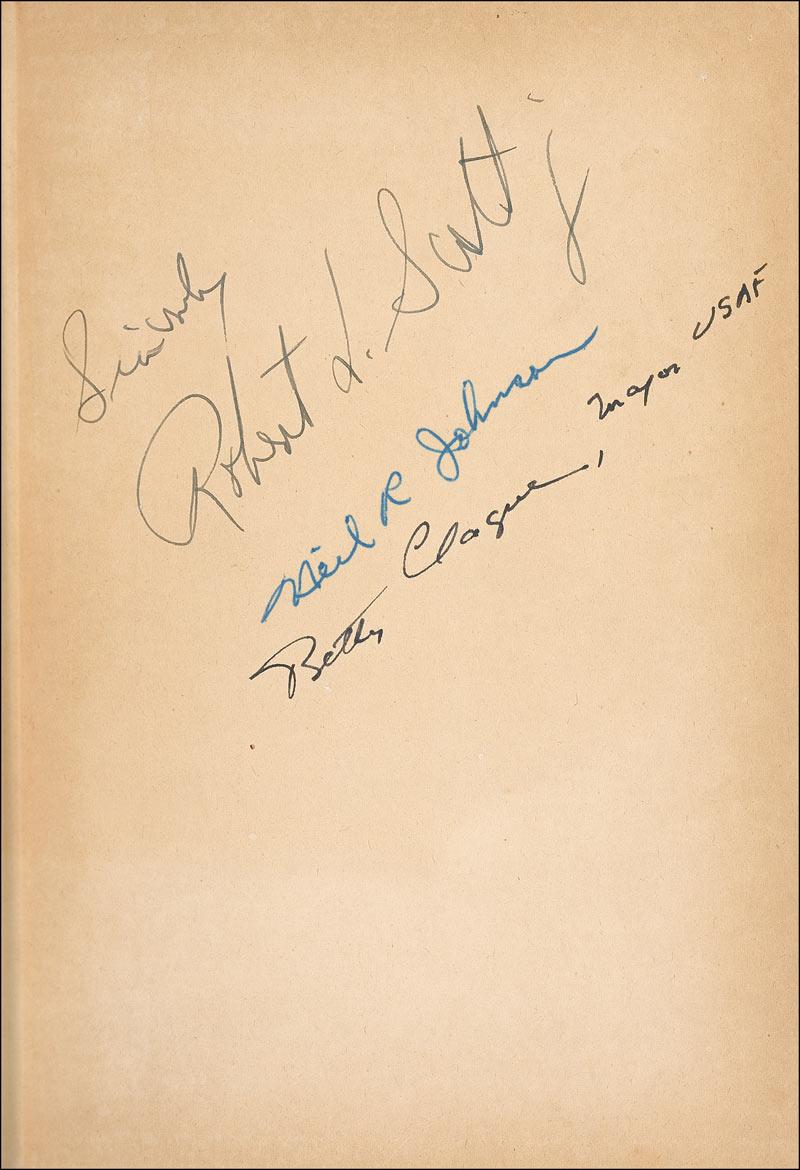 Sincerely
Robert L. Scott Jr
Neil R Johnson
Betty Clague, Major USAF